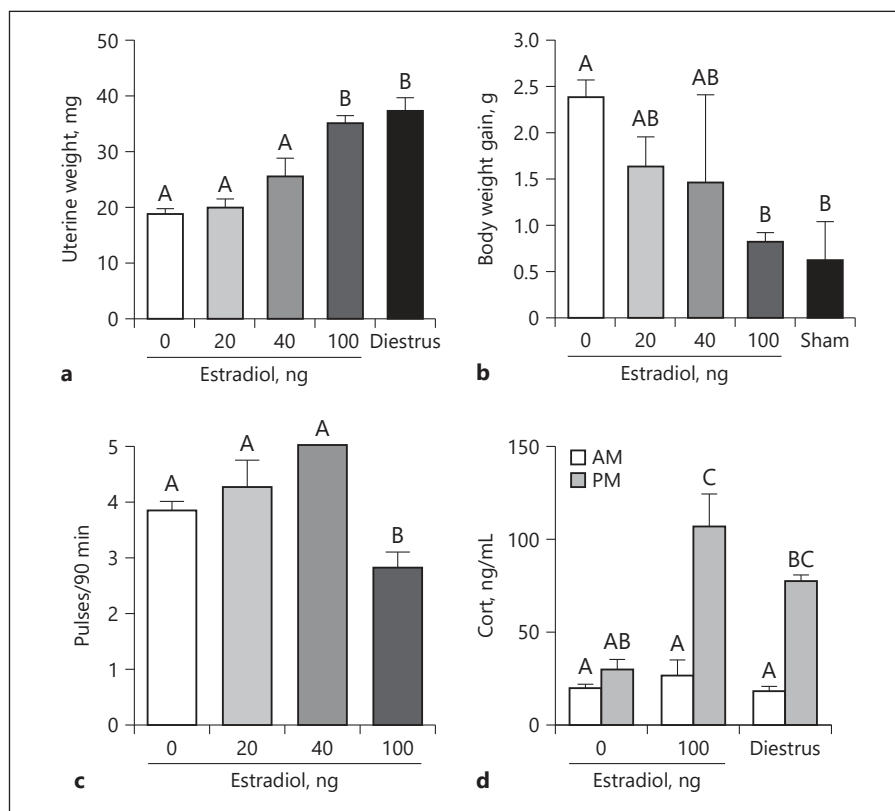 50
40
30
20
10
0
Uterine weight, mg
A
A
A
B
B
0 20 40 100 Diestrus
Estradiol, ng
a
3.0
2.5
2.0
1.5
1.0
0.5
0
Body weight gain, g
A
AB
AB
B
B
0 20 40 100 Sham
Estradiol, ng
b
5
4
3
2
1
0
Pulses/90 min
A
A
A
B
0 20 40 100
Estradiol, ng
c
150
100
50
0
Cort, ng/mL
AM
PM
A
AB
A
C
A
BC
0 100 Diestrus
Estradiol, ng
d